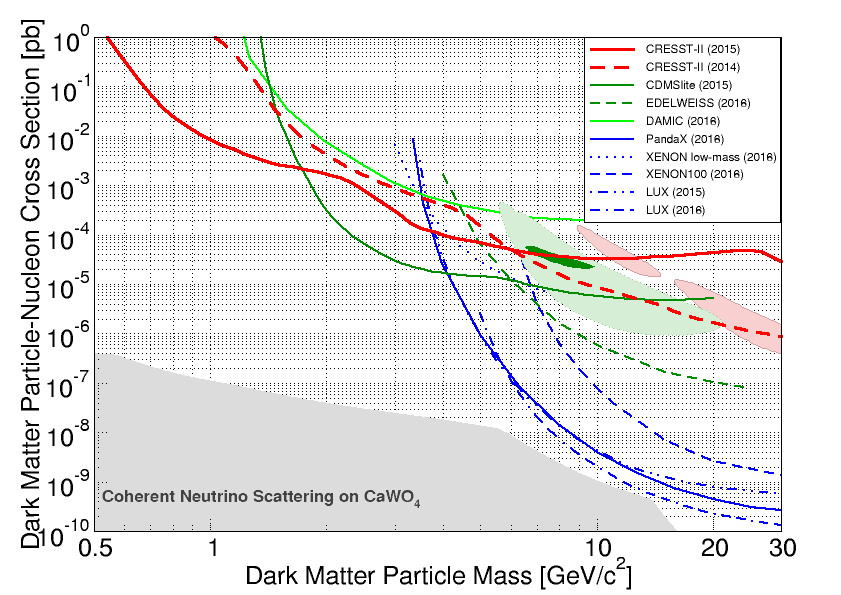 Dark Matter Particle-Nucleon Cross Section [pb]
10^0
10^-1
10^-2
10^-3
10^-4
10^-5
10^-6
10^-7
10^-8
10^-9
10^-10
CRESST-II (2015)
CRESST-II (2014)
CDMSlite (2015)
EDELWEISS (2016)
DAMIC (2016)
PandaX (2016)
XENON low-mass (2016)
XENON100 (2016)
LUX (2015)
LUX (2016)
Coherent Neutrino Scattering on CaWO4
0.5 1 2 10 20 30
Dark Matter Particle Mass [GeV/c^2]